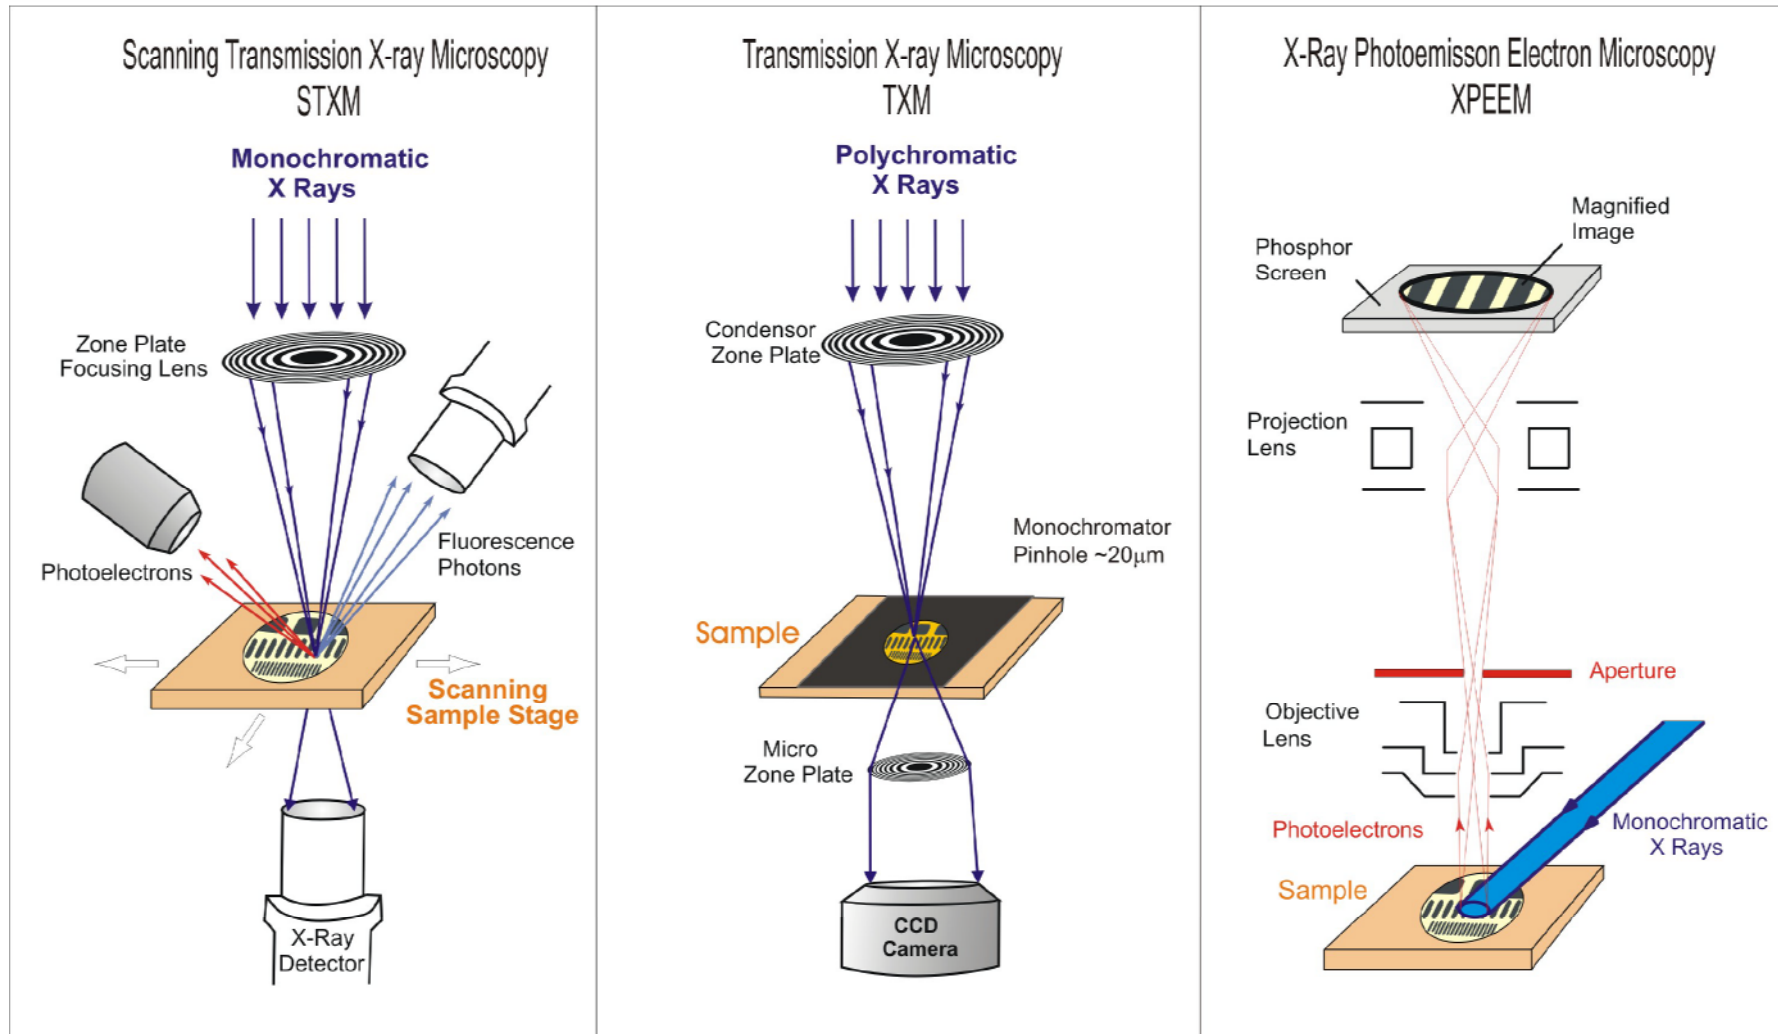 Scanning Transmission X-ray Microscopy
STXM
Monochromatic
X Rays
Zone Plate
Focusing Lens
Photoelectrons
Fluorescence
Photons
Scanning
Sample Stage
X-Ray
Detector
Transmission X-ray Microscopy
TXM
Polychromatic
X Rays
Condensor
Zone Plate
Monochromator
Pinhole ~20μm
Sample
Micro
Zone Plate
CCD
Camera
X-Ray Photoemisson Electron Microscopy
XPEEM
Magnified
Image
Phosphor
Screen
Projection
Lens
Aperture
Objective
Lens
Photoelectrons
Monochromatic
X Rays
Sample